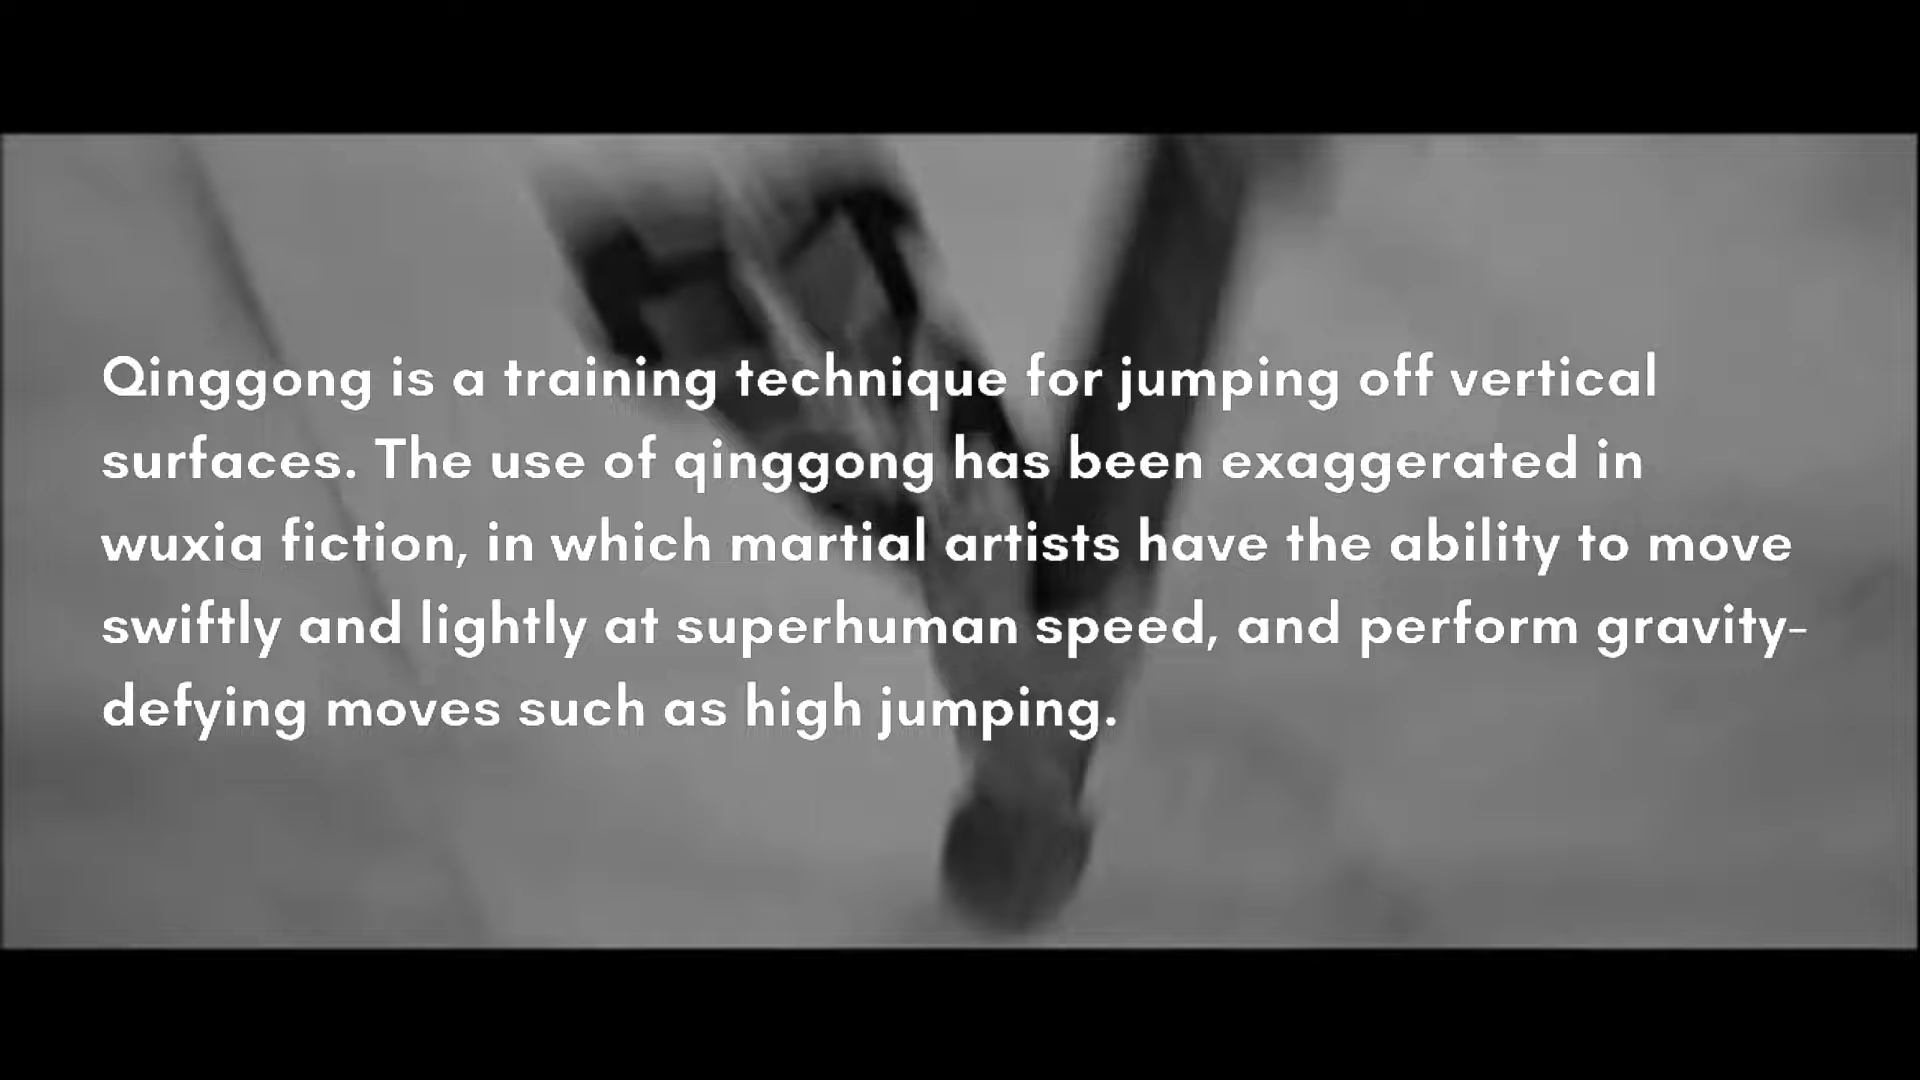 Qinggong is a training technique for jumping off vertical
surfaces. The use of qinggong has been exaggerated in
wuxia fiction, in which martial artists have the ability to move
swiftly and lightly at superhuman speed, and perform gravity-
defying moves such as high jumping.